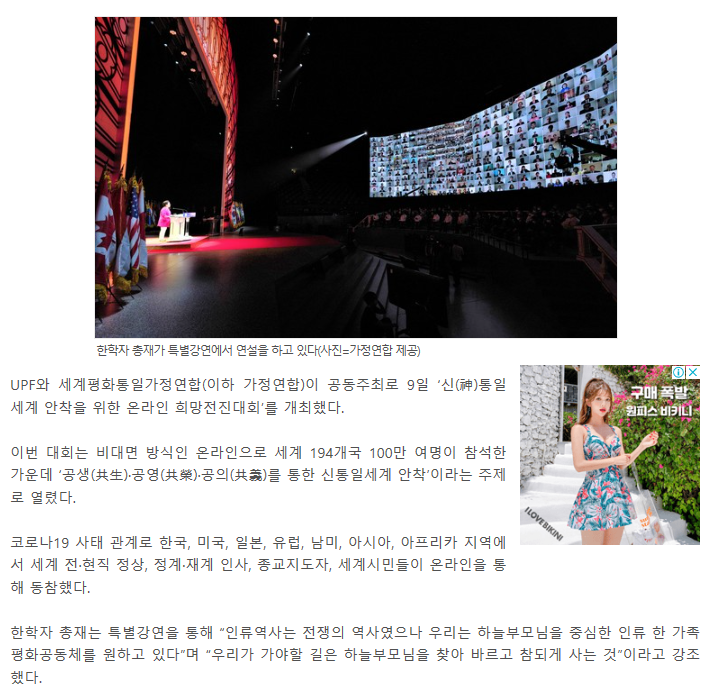 한학자 총재가 특별강연에서 연설을 하고 있다(사진=가정연합 제공)
UPF와 세계평화통일가정연합(이하 가정연합)이 공동주최로 9일 ‘신(神)통일
세계 안착을 위한 온라인 희망전진대회’를 개최했다.
이번 대회는 비대면 방식인 온라인으로 세계 194개국 100만 여명이 참석한
가운데 ‘공생(共生)·공영(共榮)·공의(共義)를 통한 신통일세계 안착’이라는 주제
로 열렸다.
코로나19 사태 관계로 한국, 미국, 일본, 유럽, 남미, 아시아, 아프리카 지역에
서 세계 전·현직 정상, 정계·재계 인사, 종교지도자, 세계시민들이 온라인을 통
해 동참했다.
한학자 총재는 특별강연을 통해 “인류역사는 전쟁의 역사였으나 우리는 하늘부모님을 중심한 인류 한 가족
평화공동체를 원하고 있다”며 “우리가 가야할 길은 하늘부모님을 찾아 바르고 참되게 사는 것”이라고 강조
했다.
구매 폭발
원피스 비키니
I LOVE BIKINI